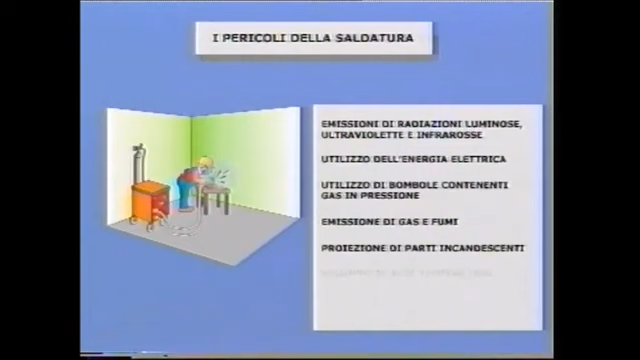 I PERICOLI DELLA SALDATURA
EMISSIONI DI RADIAZIONI LUMINOSE,
ULTRAVIOLETTE E INFRAROSSE
UTILIZZO DELL'ENERGIA ELETTRICA
UTILIZZO DI BOMBOLE CONTENENTI
GAS IN PRESSIONE
EMISSIONE DI GAS E FUMI
PROIEZIONE DI PARTI INCANDESCENTI